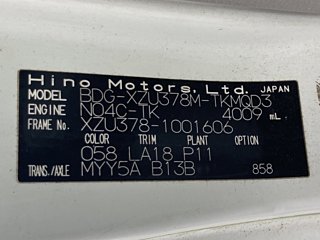 Hino Motors, Ltd. JAPAN
MODEL BDG-XZU378M-TKMQD3
ENGINE N04C-TK 4009 mL
FRAME No. XZU378-1001606
COLOR TRIM PLANT OPTION
058 LA18 P11
TRANS./AXLE MYY5A B13B 858